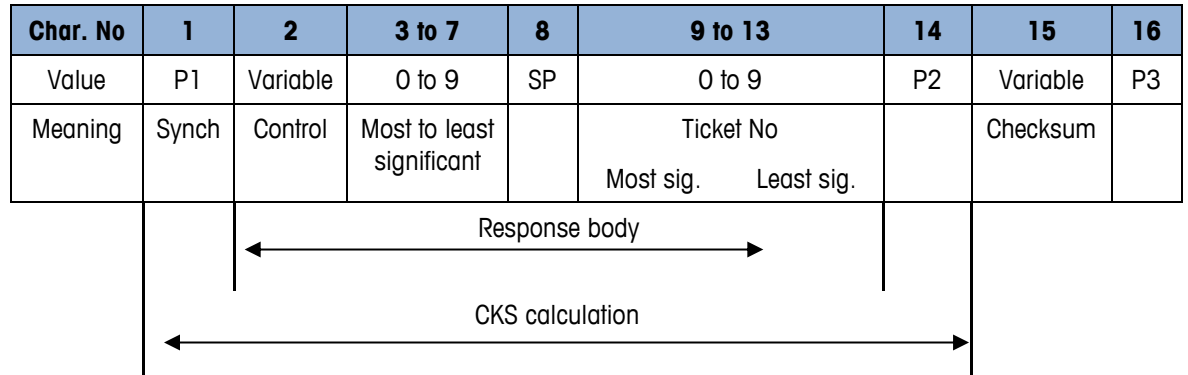 Char. No 1 2 3 to 7 8 9 to 13 14 15 16
Value P1 Variable 0 to 9 SP 0 to 9 P2 Variable P3
Meaning Synch Control Most to least significant Ticket No Checksum
Most sig. Least sig.
Response body
CKS calculation